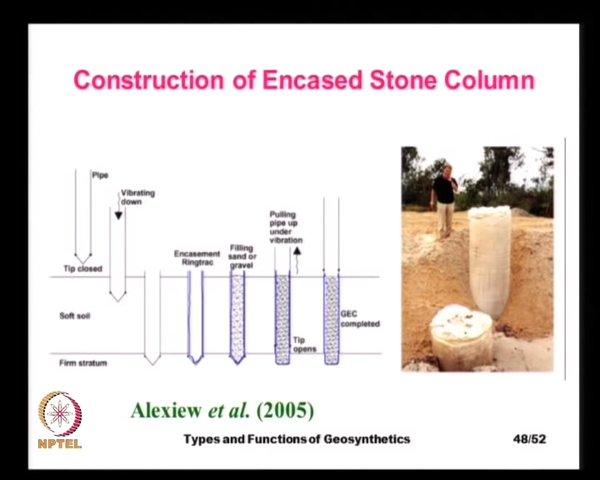 Construction of Encased Stone Column
Pipe
Vibrating
down
Tip closed
Soft soil
Firm stratum
Encasement
Ringtrac
Filling
sand or
gravel
Pulling
pipe up
under
vibration
Tip
opens
GEC
completed
Alexiew et al. (2005)
NPTEL
Types and Functions of Geosynthetics
48/52